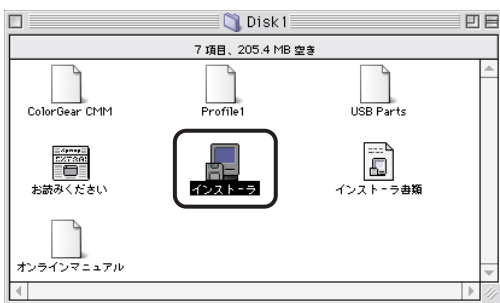 Disk1
7 項目、205.4 MB 空き
ColorGear CMM
Profile1
USB Parts
お読みください
インストーラ
インストーラ書類
オンラインマニュアル